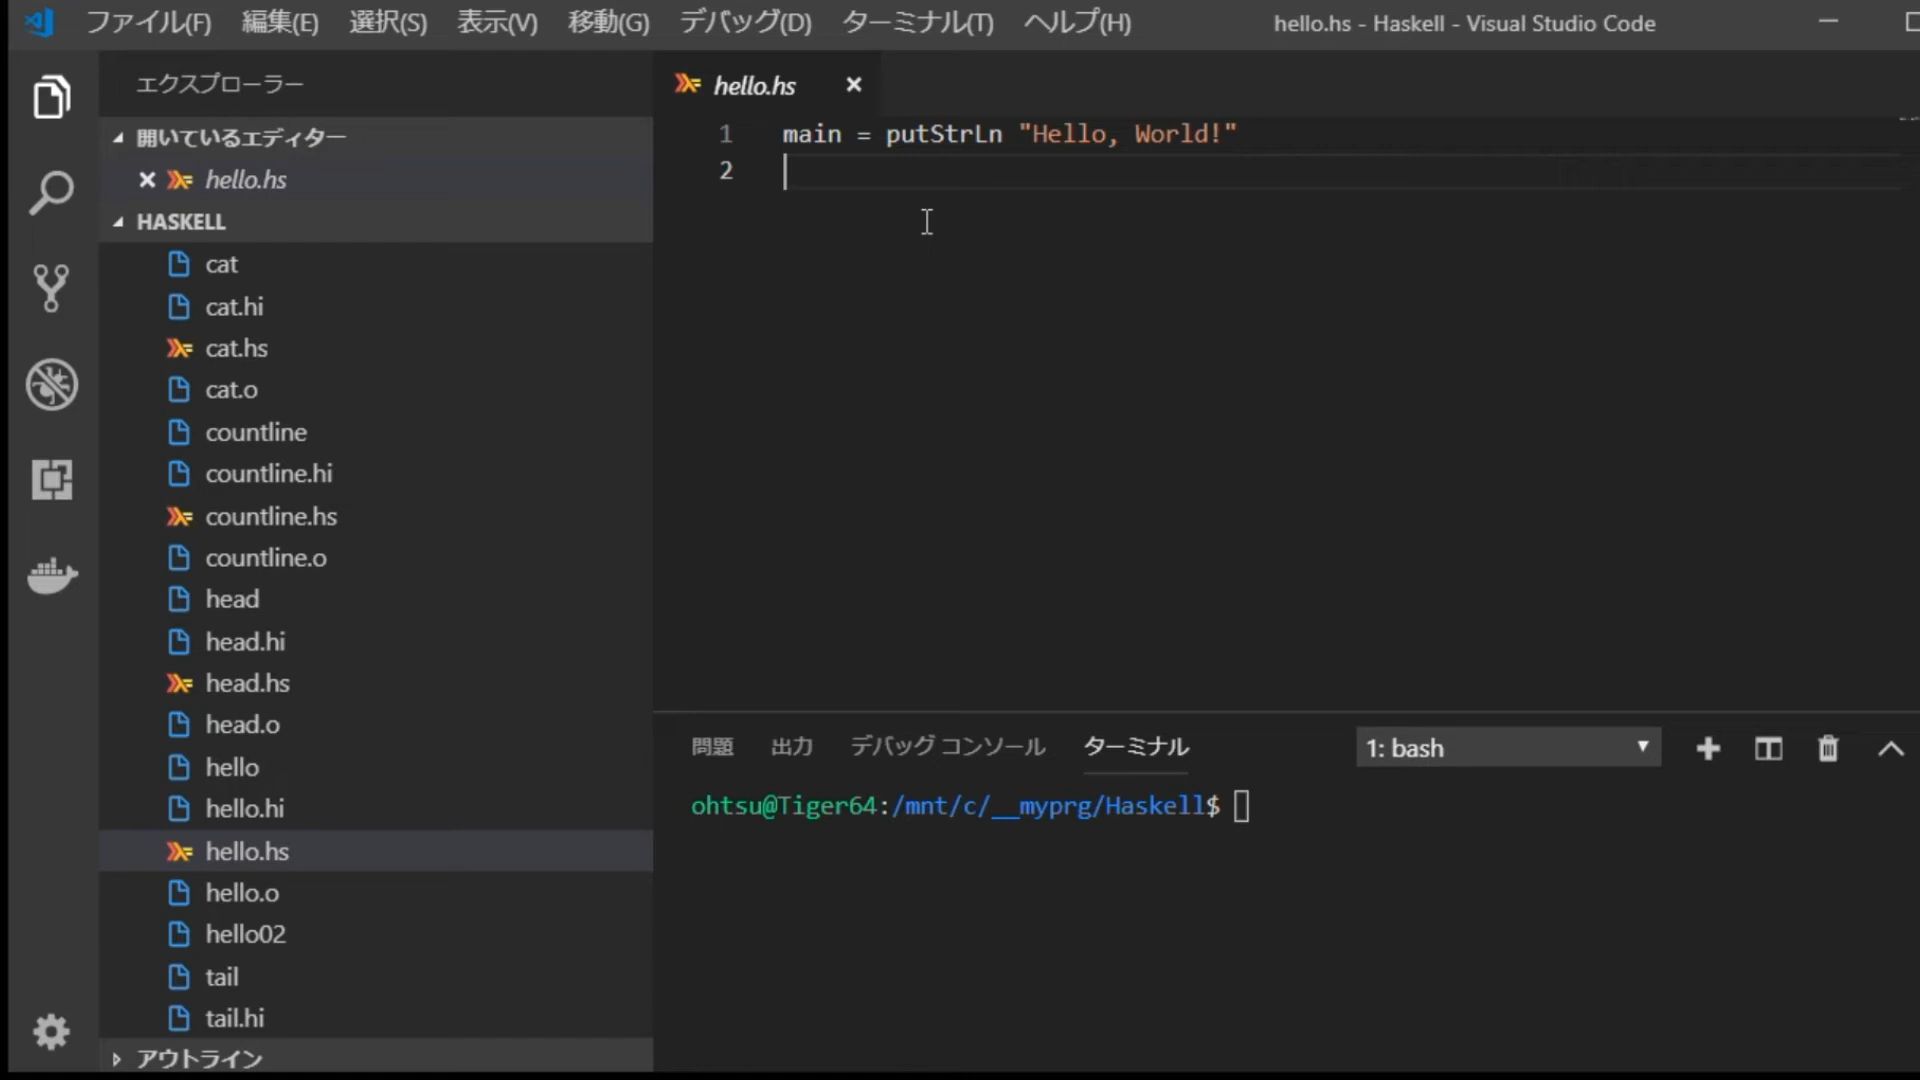 ファイル(F) 編集(E) 選択(S) 表示(V) 移動(G) デバッグ(D) ターミナル(T) ヘルプ(H) hello.hs - Haskell - Visual Studio Code
エクスプローラー
開いているエディター
hello.hs
HASKELL
cat
cat.hi
cat.hs
cat.o
countline
countline.hi
countline.hs
countline.o
head
head.hi
head.hs
head.o
hello
hello.hi
hello.hs
hello.o
hello02
tail
tail.hi
アウトライン
hello.hs
1 main = putStrLn "Hello, World!"
2
問題 出力 デバッグ コンソール ターミナル 1: bash
ohtsu@Tiger64:/mnt/c/__myprg/Haskell$